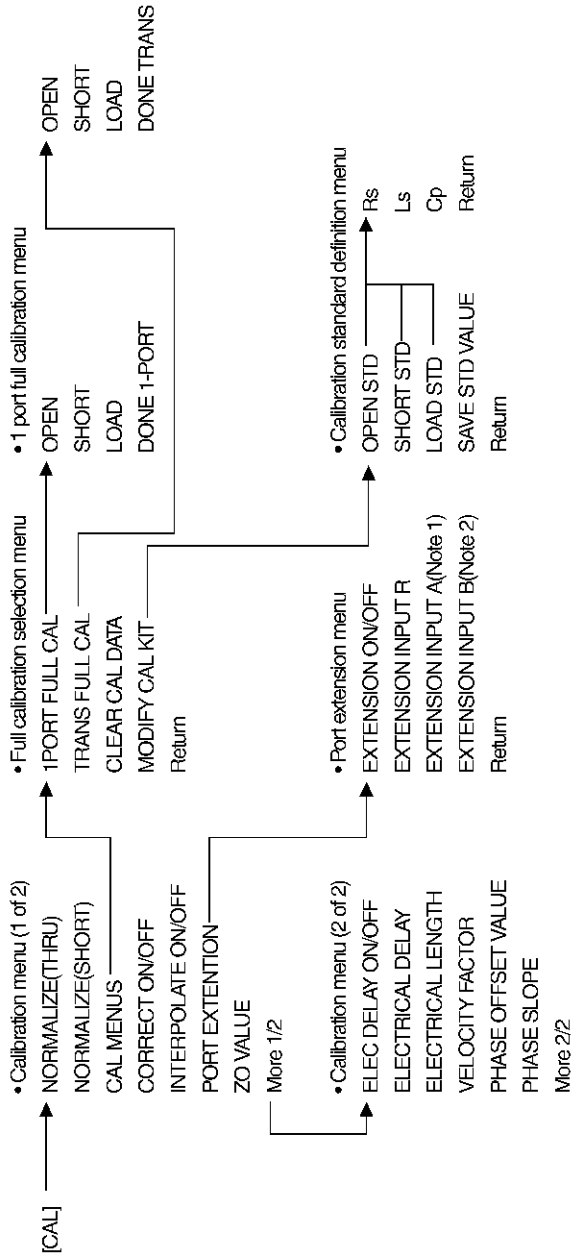 [CAL]
• Calibration menu (1 of 2)
NORMALIZE(THRU)
NORMALIZE(SHORT)
CAL MENUS
CORRECT ON/OFF
INTERPOLATE ON/OFF
PORT EXTENTION
ZO VALUE
More 1/2
• Calibration menu (2 of 2)
ELEC DELAY ON/OFF
ELECTRICAL DELAY
ELECTRICAL LENGTH
VELOCITY FACTOR
PHASE OFFSET VALUE
PHASE SLOPE
More 2/2
• Full calibration selection menu
1PORT FULL CAL
TRANS FULL CAL
CLEAR CAL DATA
MODIFY CAL KIT
Return
• Port extension menu
EXTENSION ON/OFF
EXTENSION INPUT R
EXTENSION INPUT A(Note 1)
EXTENSION INPUT B(Note 2)
Return
• 1 port full calibration menu
OPEN
SHORT
LOAD
DONE 1-PORT
OPEN
SHORT
LOAD
DONE TRANS
• Calibration standard definition menu
OPEN STD
SHORT STD
LOAD STD
SAVE STD VALUE
Return
Rs
Ls
Cp
Return